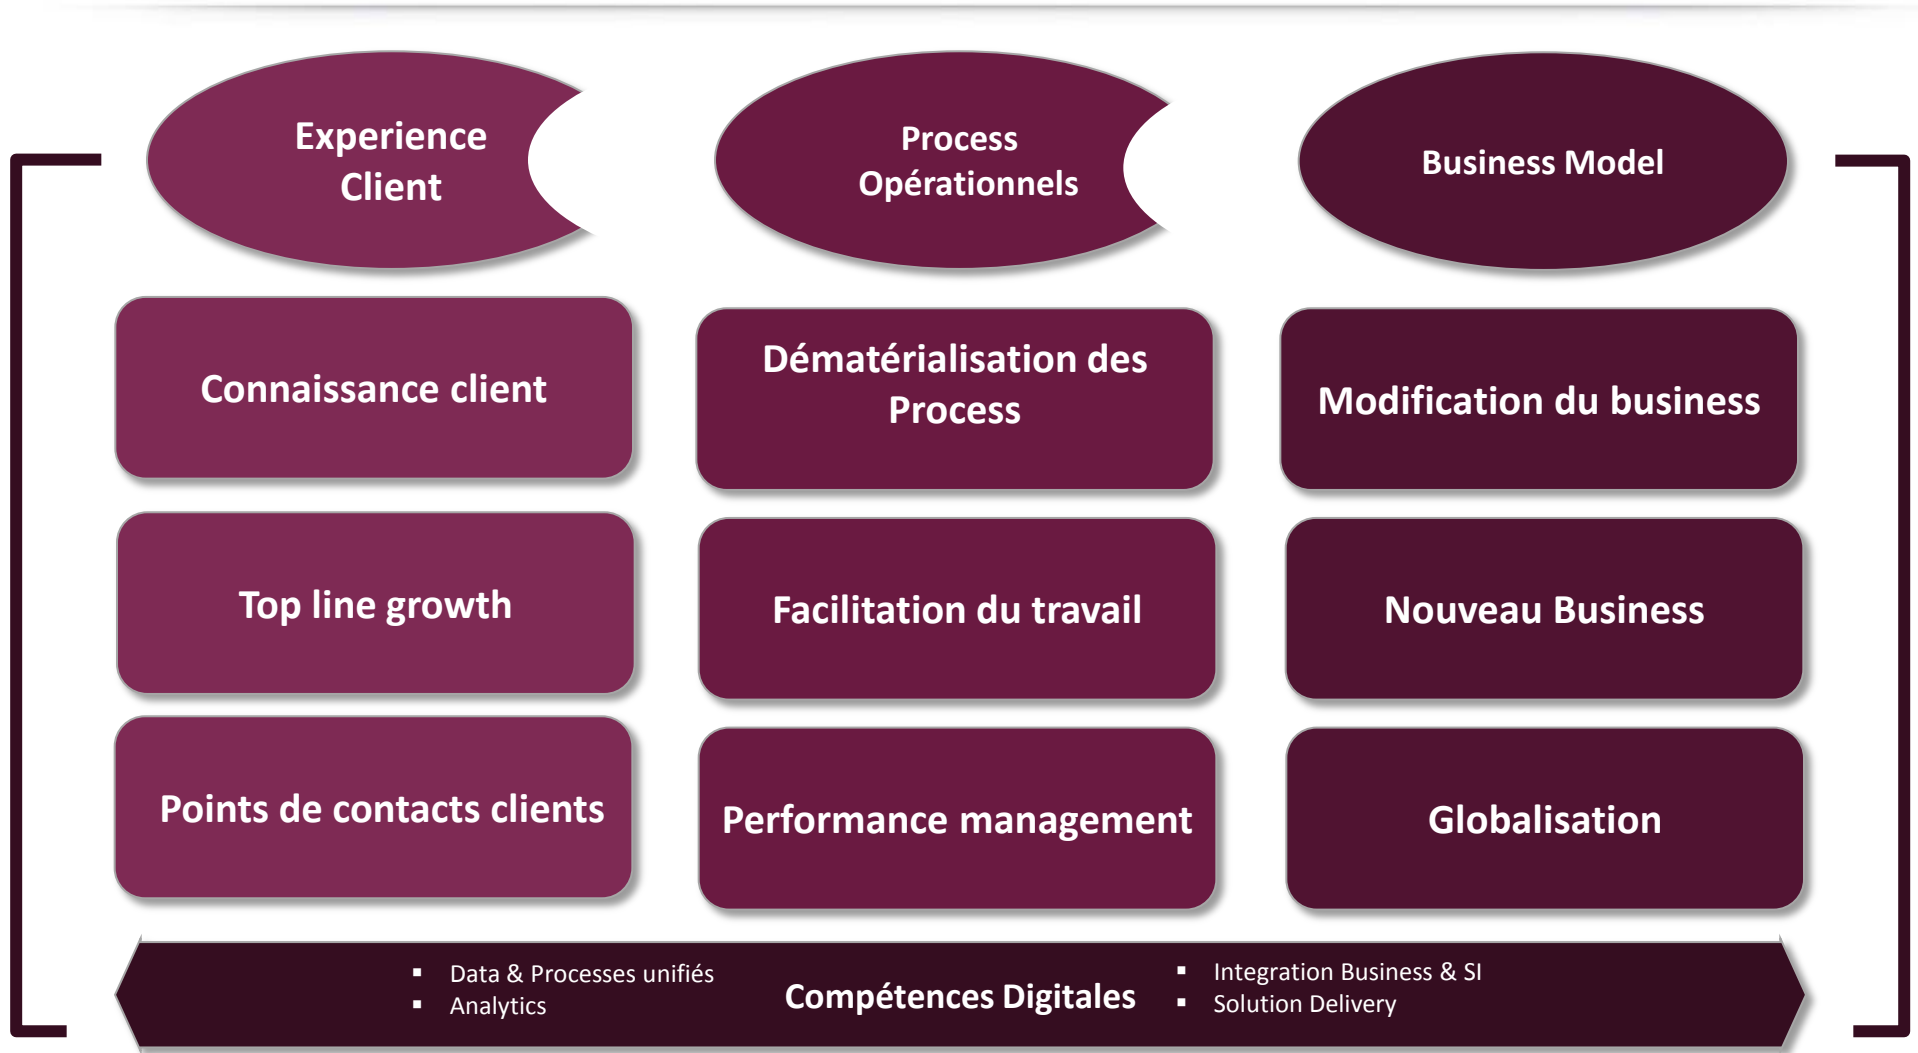 Experience
Client
Process
Opérationnels
Business Model
Connaissance client
Dématérialisation des
Process
Modification du business
Top line growth
Facilitation du travail
Nouveau Business
Points de contacts clients
Performance management
Globalisation
▪ Data & Processes unifiés
▪ Analytics
Compétences Digitales
▪ Integration Business & SI
▪ Solution Delivery